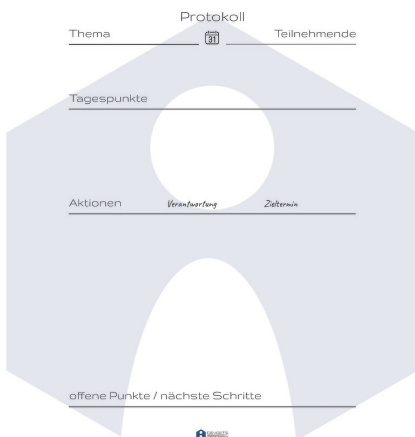 Protokoll
Thema
31
Teilnehmende
Tagespunkte
Aktionen Verantwortung Zieltermin
offene Punkte / nächste Schritte